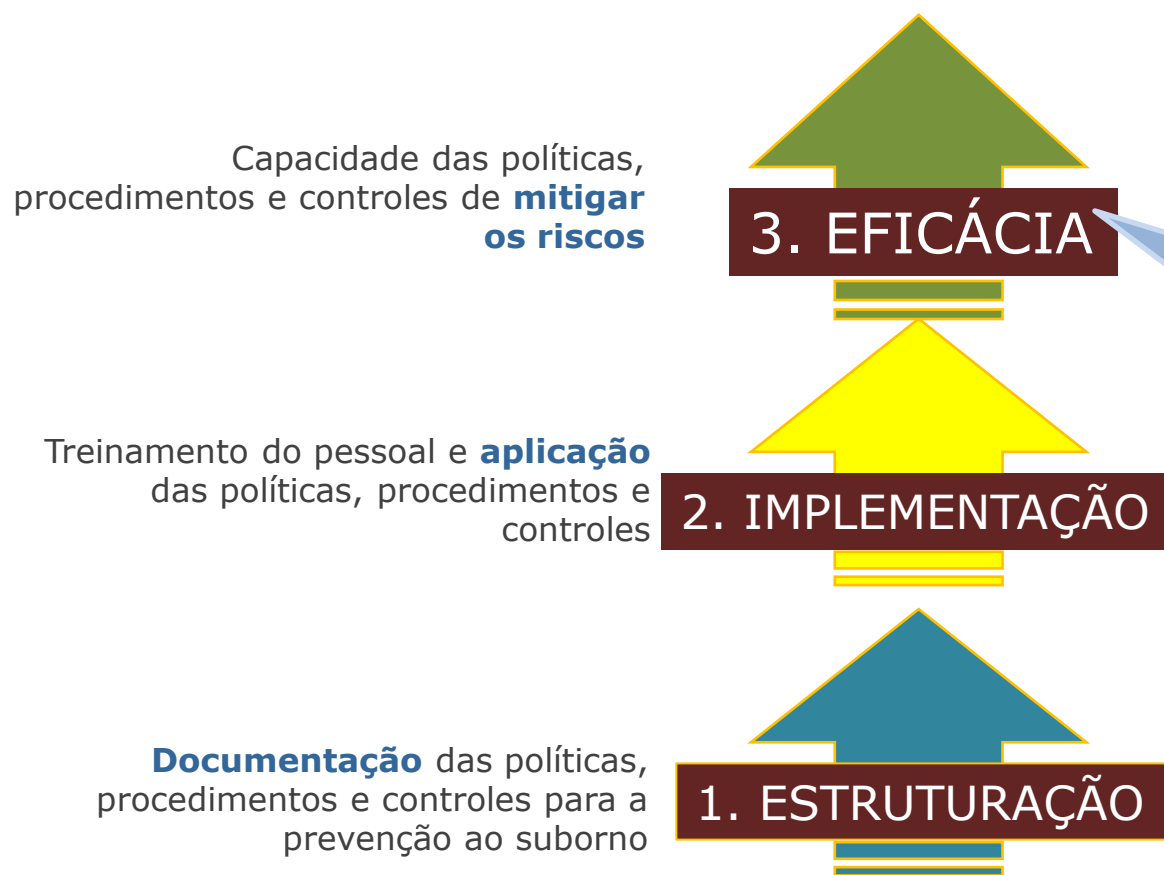 Capacidade das políticas,
procedimentos e controles de mitigar
os riscos
3. EFICÁCIA
Treinamento do pessoal e aplicação
das políticas, procedimentos e
controles
2. IMPLEMENTAÇÃO
Documentação das políticas,
procedimentos e controles para a
prevenção ao suborno
1. ESTRUTURAÇÃO